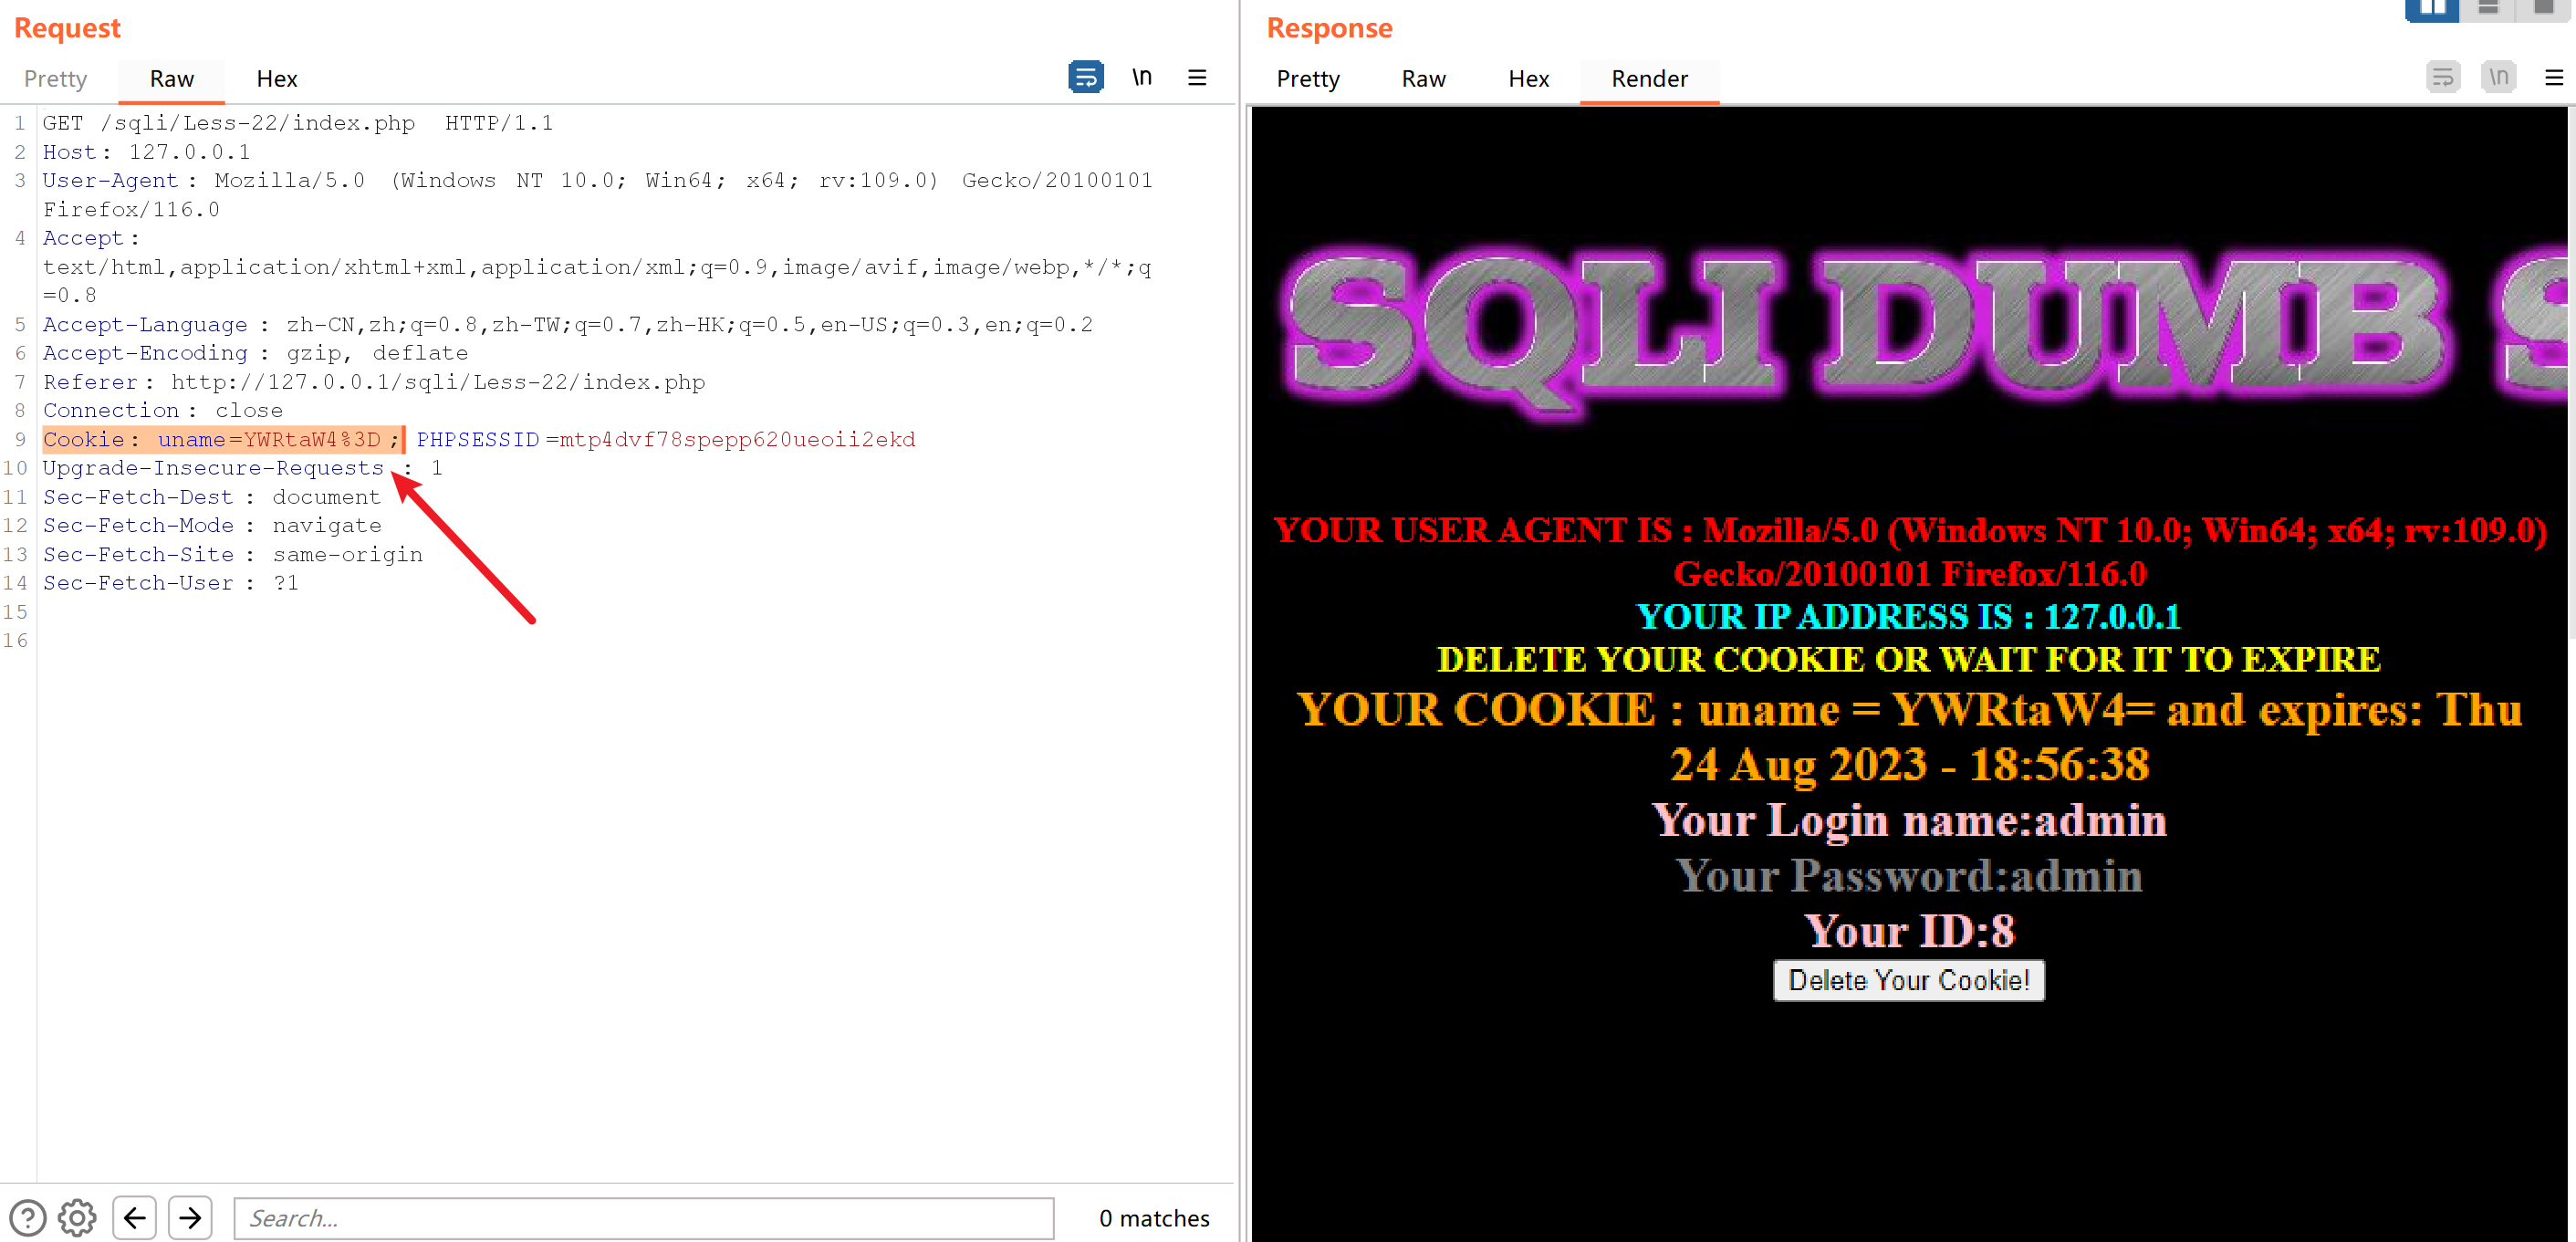 Request
Pretty Raw Hex \n
1 GET /sqli/Less-22/index.php HTTP/1.1
2 Host: 127.0.0.1
3 User-Agent: Mozilla/5.0 (Windows NT 10.0; Win64; x64; rv:109.0) Gecko/20100101
Firefox/116.0
4 Accept:
text/html,application/xhtml+xml,application/xml;q=0.9,image/avif,image/webp,*/*;q
=0.8
5 Accept-Language: zh-CN,zh;q=0.8,zh-TW;q=0.7,zh-HK;q=0.5,en-US;q=0.3,en;q=0.2
6 Accept-Encoding: gzip, deflate
7 Referer: http://127.0.0.1/sqli/Less-22/index.php
8 Connection: close
9 Cookie: uname=YWRtaW4%3D; PHPSESSID=mtp4dvf78spepp620ueoii2ekd
10 Upgrade-Insecure-Requests: 1
11 Sec-Fetch-Dest: document
12 Sec-Fetch-Mode: navigate
13 Sec-Fetch-Site: same-origin
14 Sec-Fetch-User: ?1
15
16
Search...
0 matches
Response
Pretty Raw Hex Render \n
SQLI DUMB S
YOUR USER AGENT IS : Mozilla/5.0 (Windows NT 10.0; Win64; x64; rv:109.0)
Gecko/20100101 Firefox/116.0
YOUR IP ADDRESS IS : 127.0.0.1
DELETE YOUR COOKIE OR WAIT FOR IT TO EXPIRE
YOUR COOKIE : uname = YWRtaW4= and expires: Thu
24 Aug 2023 - 18:56:38
Your Login name:admin
Your Password:admin
Your ID:8
Delete Your Cookie!